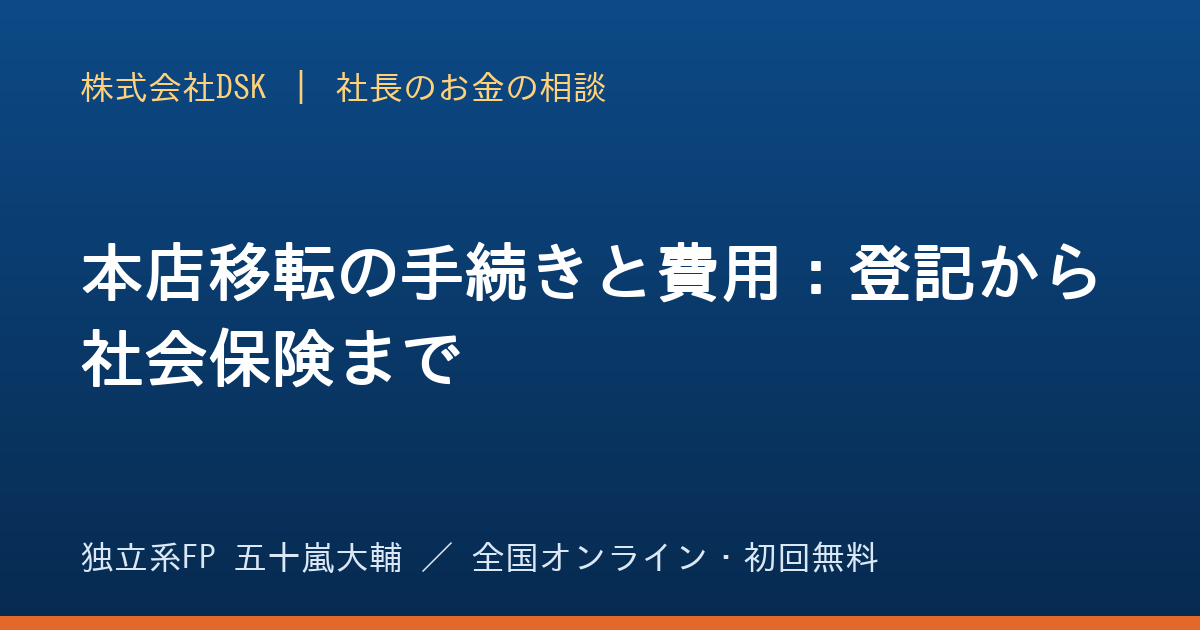 株式会社DSK ｜ 社長のお金の相談
本店移転の手続きと費用：登記から
社会保険まで
独立系FP 五十嵐大輔 ／ 全国オンライン・初回無料